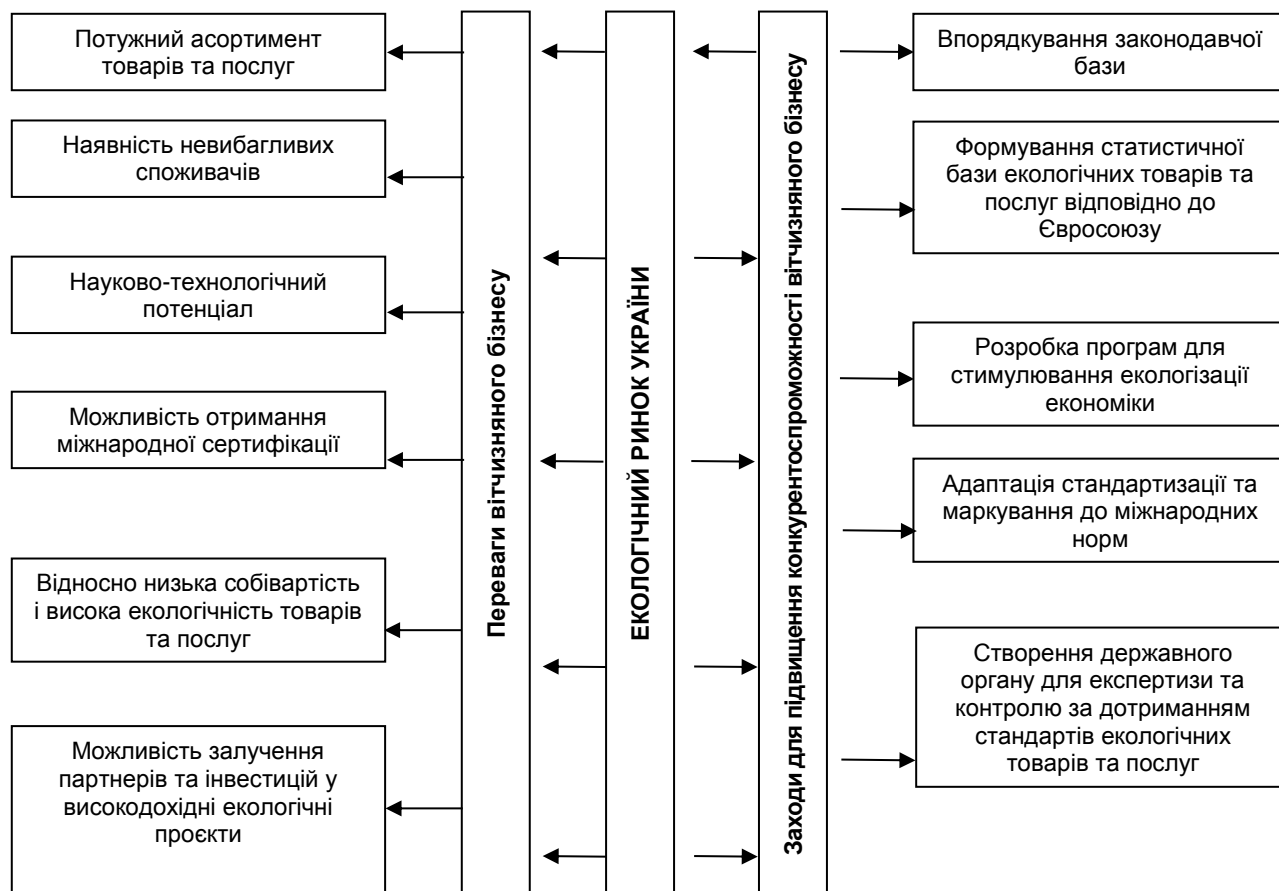 Потужний асортимент
товарів та послуг
Наявність невибагливих
споживачів
Науково-технологічний
потенціал
Можливість отримання
міжнародної сертифікації
Відносно низька собівартість
і висока екологічність товарів
та послуг
Можливість залучення
партнерів та інвестицій у
високодохідні екологічні
проєкти
Переваги вітчизняного бізнесу
ЕКОЛОГІЧНИЙ РИНОК УКРАЇНИ
Заходи для підвищення конкурентоспроможності вітчизняного бізнесу
Впорядкування законодавчої
бази
Формування статистичної
бази екологічних товарів та
послуг відповідно до
Євросоюзу
Розробка програм для
стимулювання екологізації
економіки
Адаптація стандартизації та
маркування до міжнародних
норм
Створення державного
органу для експертизи та
контролю за дотриманням
стандартів екологічних
товарів та послуг